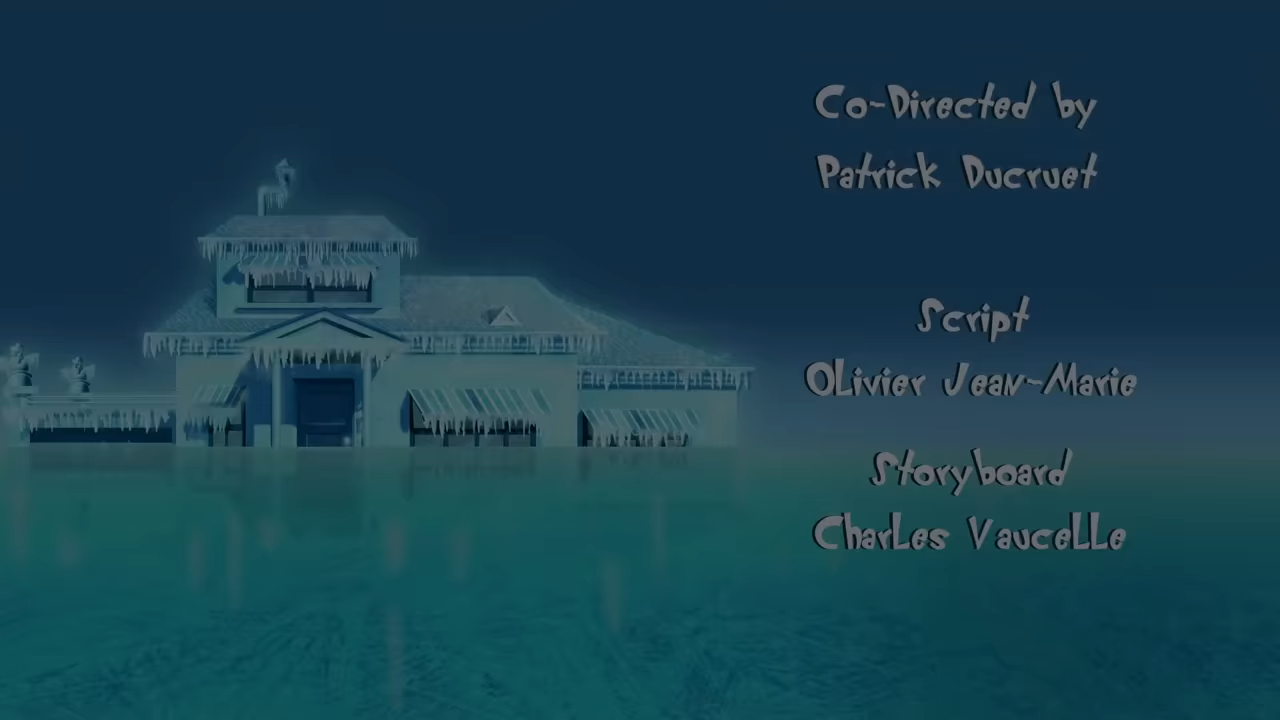 Co-Directed by
Patrick Ducruet
Script
Olivier Jean-Marie
Storyboard
Charles Vaucelle